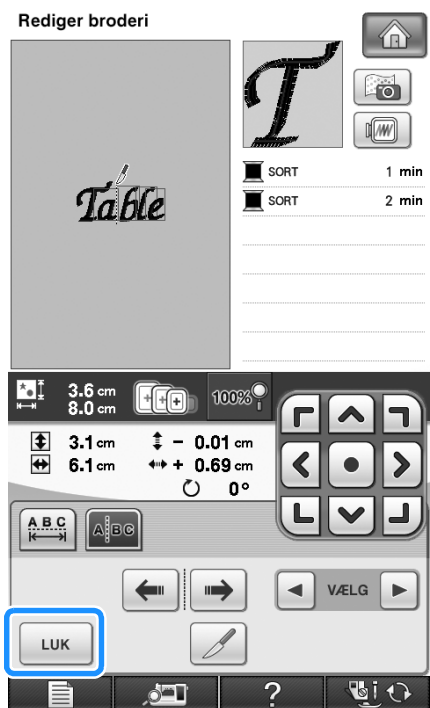 Rediger broderi
T
SORT 1 min
SORT 2 min
Table
3.6 cm
8.0 cm
100%
3.1 cm - 0.01 cm
6.1 cm + 0.69 cm
0°
ABC A BC
VÆLG
LUK
?